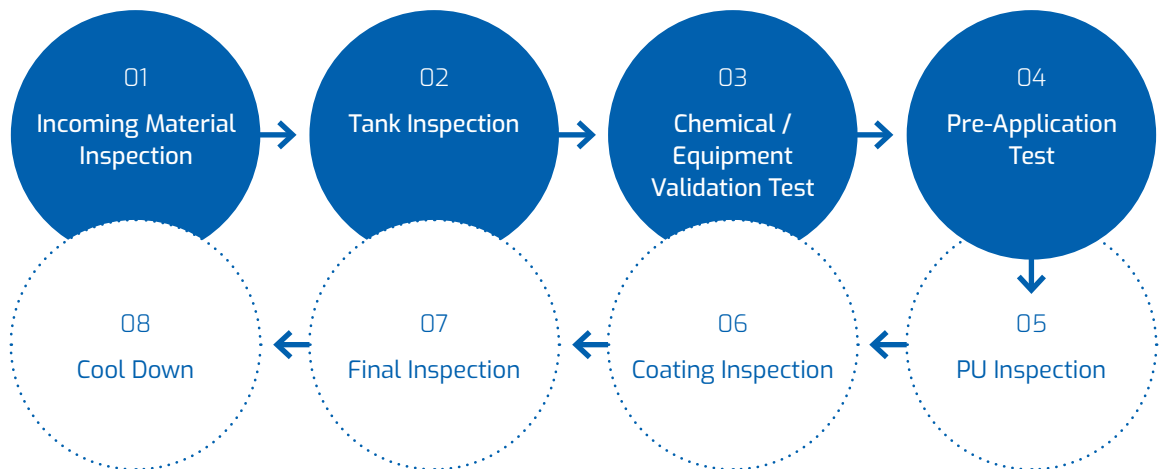 01
Incoming Material
Inspection
02
Tank Inspection
03
Chemical /
Equipment
Validation Test
04
Pre-Application
Test
05
PU Inspection
06
Coating Inspection
07
Final Inspection
08
Cool Down